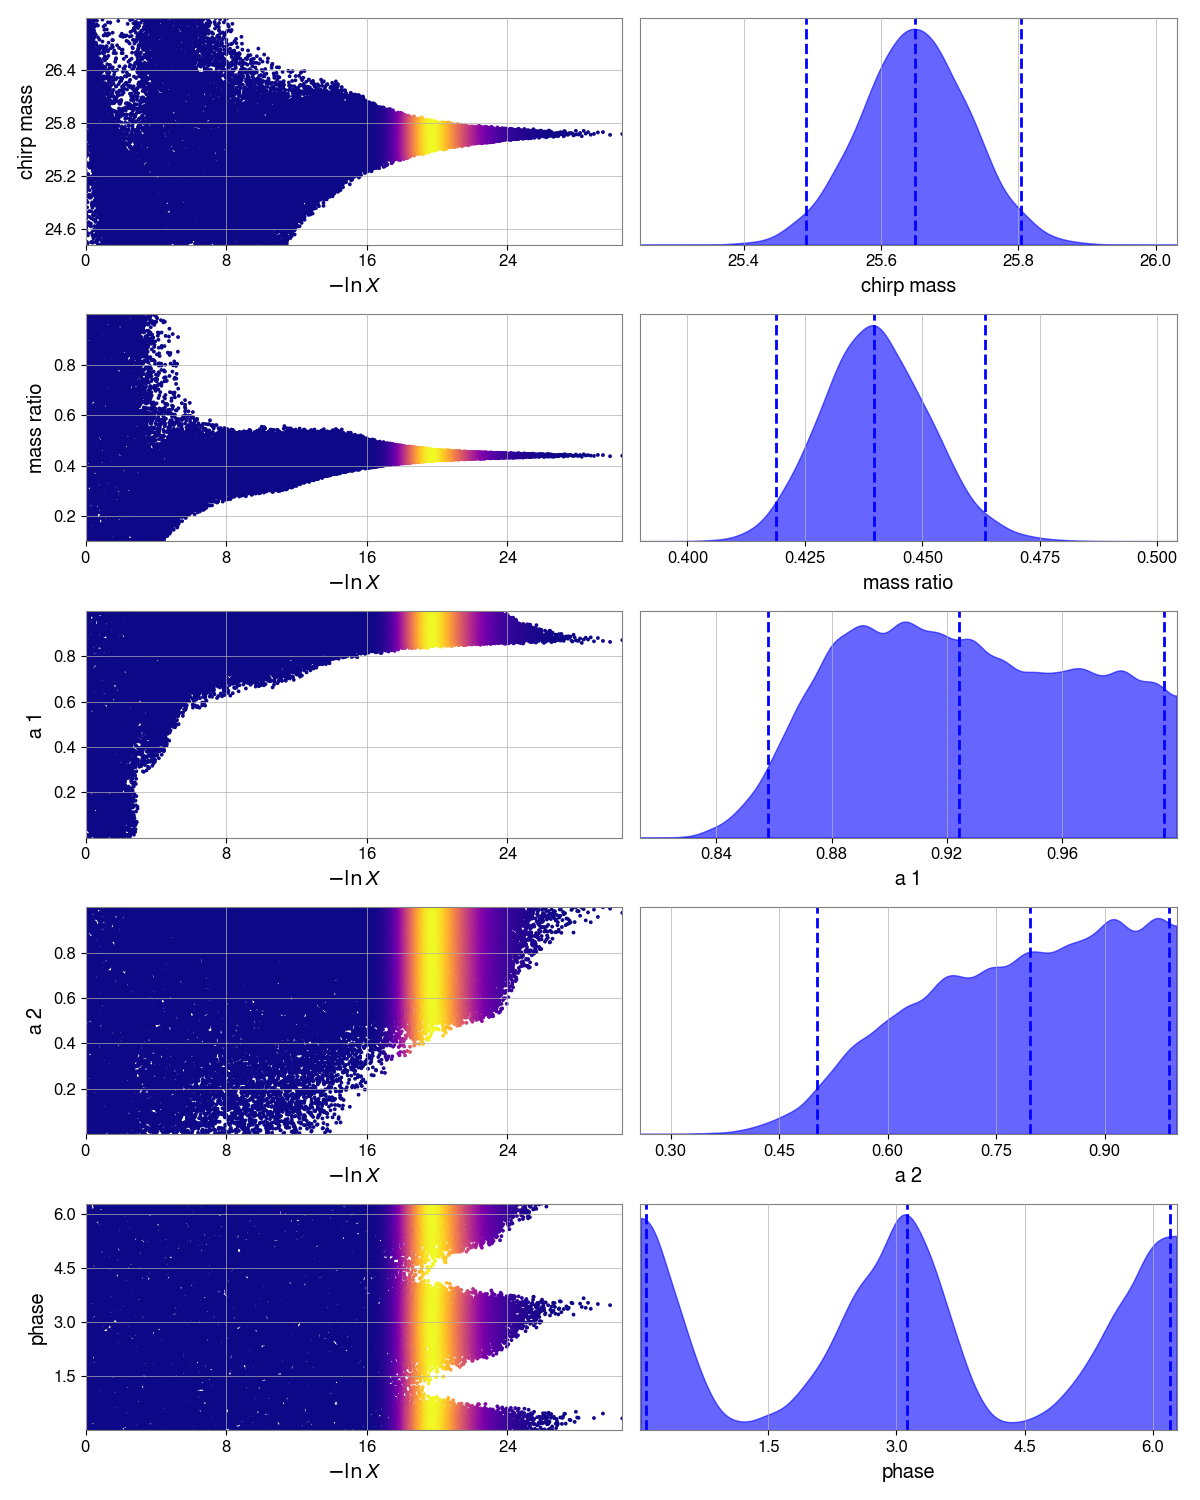 26.4
25.8
25.2
24.6
chirp mass
0 8 16 24
−ln X
25.4 25.6 25.8 26.0
chirp mass
0.8
0.6
0.4
0.2
mass ratio
0 8 16 24
−ln X
0.400 0.425 0.450 0.475 0.500
mass ratio
0.8
0.6
0.4
0.2
a 1
0 8 16 24
−ln X
0.84 0.88 0.92 0.96
a 1
0.8
0.6
0.4
0.2
a 2
0 8 16 24
−ln X
0.30 0.45 0.60 0.75 0.90
a 2
6.0
4.5
3.0
1.5
phase
0 8 16 24
−ln X
1.5 3.0 4.5 6.0
phase